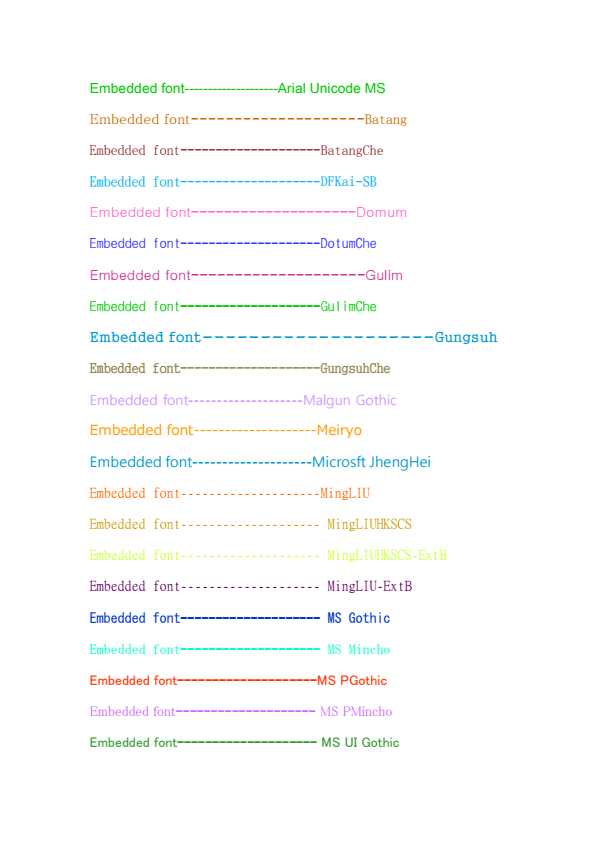 Embedded font--------------------Arial Unicode MS
Embedded font--------------------Batang
Embedded font--------------------BatangChe
Embedded font--------------------DFKai-SB
Embedded font--------------------Domum
Embedded font--------------------DotumChe
Embedded font--------------------Gulim
Embedded font--------------------GulimChe
Embedded font--------------------Gungsuh
Embedded font--------------------GungsuhChe
Embedded font--------------------Malgun Gothic
Embedded font--------------------Meiryo
Embedded font--------------------Microsft JhengHei
Embedded font--------------------MingLIU
Embedded font-------------------- MingLIUHKSCS
Embedded font-------------------- MingLIUHKSCS-ExtB
Embedded font-------------------- MingLIU-ExtB
Embedded font-------------------- MS Gothic
Embedded font-------------------- MS Mincho
Embedded font--------------------MS PGothic
Embedded font-------------------- MS PMincho
Embedded font-------------------- MS UI Gothic